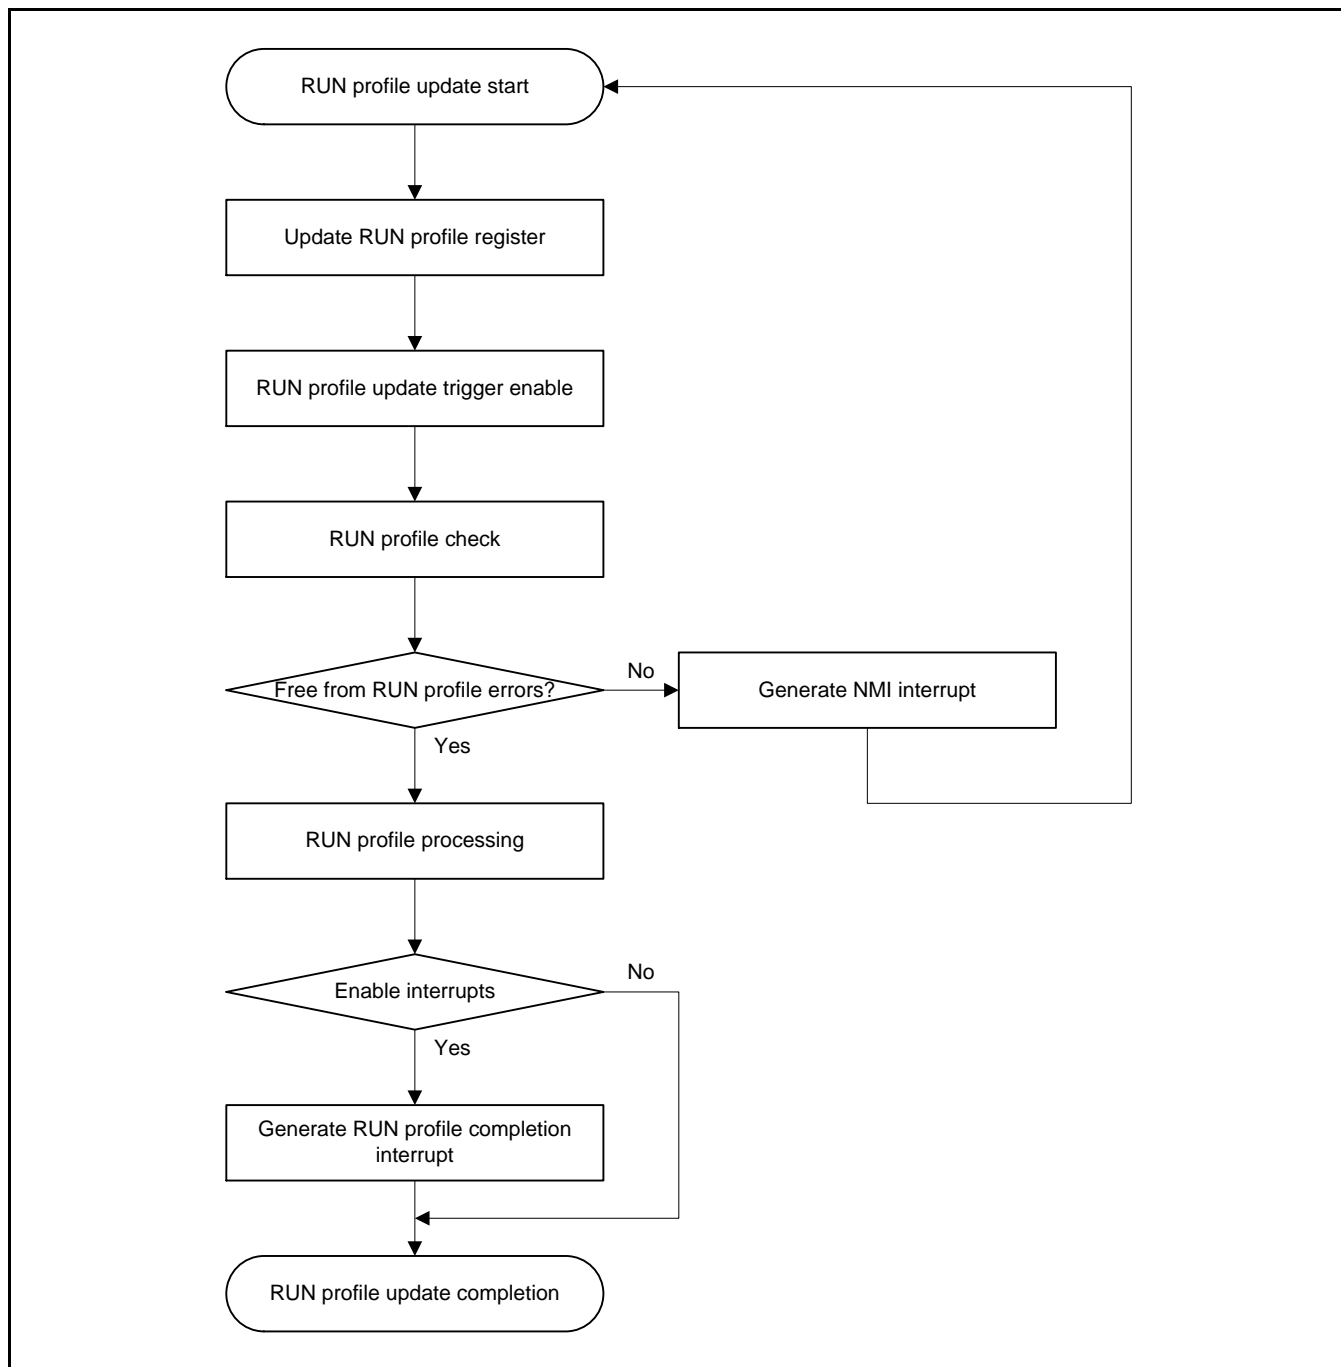 RUN profile update start
Update RUN profile register
RUN profile update trigger enable
RUN profile check
Free from RUN profile errors?
No
Generate NMI interrupt
Yes
RUN profile processing
Enable interrupts
No
Yes
Generate RUN profile completion
interrupt
RUN profile update completion